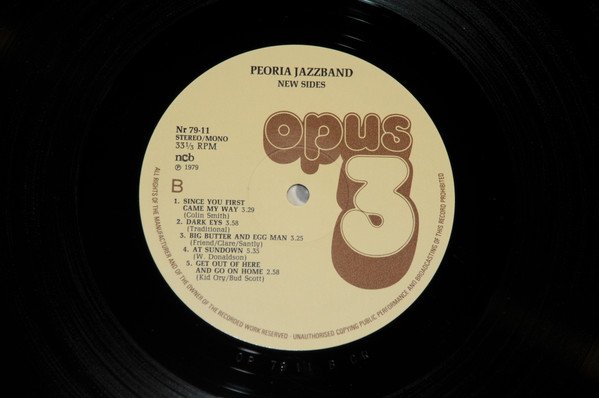 PEORIA JAZZBAND
NEW SIDES
opus
3
Nr 79-11
STEREO/MONO
33⅓ RPM
ncb
℗ 1979
B
1. SINCE YOU FIRST
CAME MY WAY 3.29
(Colin Smith)
2. DARK EYS 3.58
(Traditional)
3. BIG BUTTER AND EGG MAN 3.25
(Friend/Clare/Santly)
4. AT SUNDOWN 5.35
(W. Donaldson)
5. GET OUT OF HERE
AND GO ON HOME 2.58
(Kid Ory/Bud Scott)
ALL RIGHTS OF THE MANUFACTURER AND OF THE OWNER OF THE RECORDED WORK RESERVED · UNAUTHORISED COPYING PUBLIC PERFORMANCE AND BROADCASTING OF THIS RECORD PROHIBITED